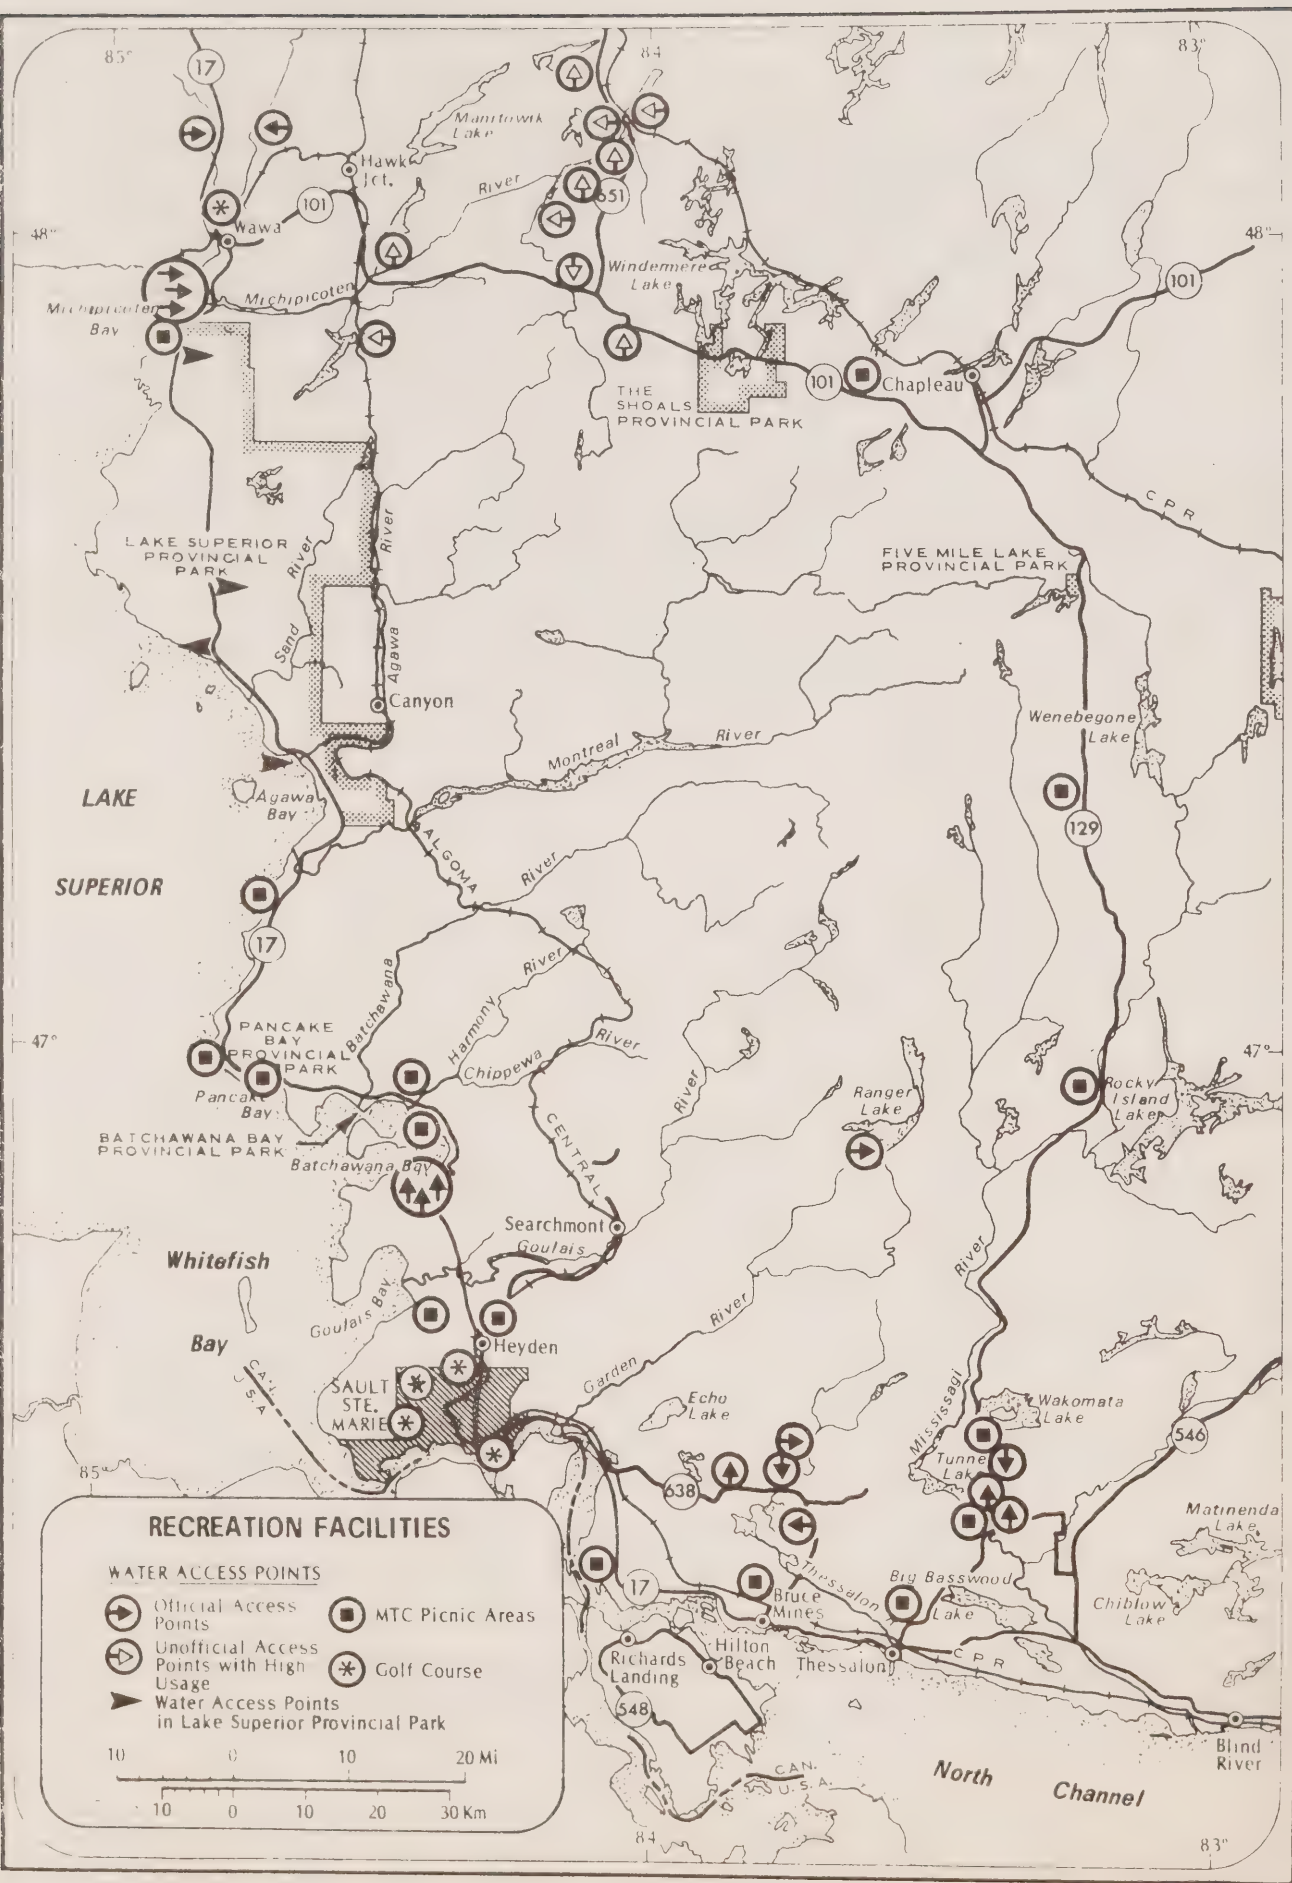 85°
84
83°
17
Manitowik
Lake
Hawk
Jct.
River
651
101
Wawa
48°
48°
101
Windermere
Lake
Michipicoten
Michipicoten
Bay
101
Chapleau
THE
SHOALS
PROVINCIAL PARK
CPR
River
LAKE SUPERIOR
PROVINCIAL
PARK
River
Sand
FIVE MILE LAKE
PROVINCIAL PARK
Agawa
Canyon
Wenebegone
Lake
Montreal
River
LAKE
SUPERIOR
Agawa
Bay
129
ALGOMA
River
17
Batchawana
Harmony
River
PANCAKE
BAY
PROVINCIAL
PARK
47°
47°
Chippewa
River
Pancake
Bay
River
Ranger
Lake
Rocky
Island
Lake
BATCHAWANA BAY
PROVINCIAL PARK
Batchawana Bay
CENTRAL
Searchmont
Goulais
Whitefish
Bay
River
Goulais Bay
River
Heyden
CAN.
U.S.A
SAULT
STE.
MARIE
Garden
Echo
Lake
Mississagi
Wakomata
Lake
546
85°
638
Tunnel
Lake
Matinenda
Lake
RECREATION FACILITIES
WATER ACCESS POINTS
Official Access
Points
MTC Picnic Areas
Unofficial Access
Points with High
Usage
Golf Course
Water Access Points
in Lake Superior Provincial Park
10 0 10 20 Mi
10 0 10 20 30 Km
17
Bruce
Mines
Thessalon
Big Basswood
Lake
Chiblow
Lake
Richards
Landing
Hilton
Beach
Thessalon
CPR
548
Blind
River
CAN.
U.S.A.
North Channel
84
83°